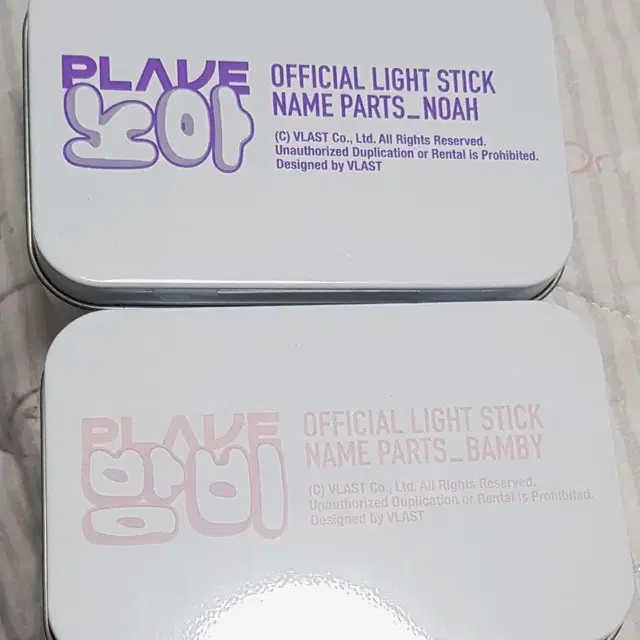 PLAVE
노아
OFFICIAL LIGHT STICK
NAME PARTS_NOAH
(C) VLAST Co., Ltd. All Rights Reserved.
Unauthorized Duplication or Rental is Prohibited.
Designed by VLAST
PLAVE
밤비
OFFICIAL LIGHT STICK
NAME PARTS_BAMBY
(C) VLAST Co., Ltd. All Rights Reserved.
Unauthorized Duplication or Rental is Prohibited.
Designed by VLAST